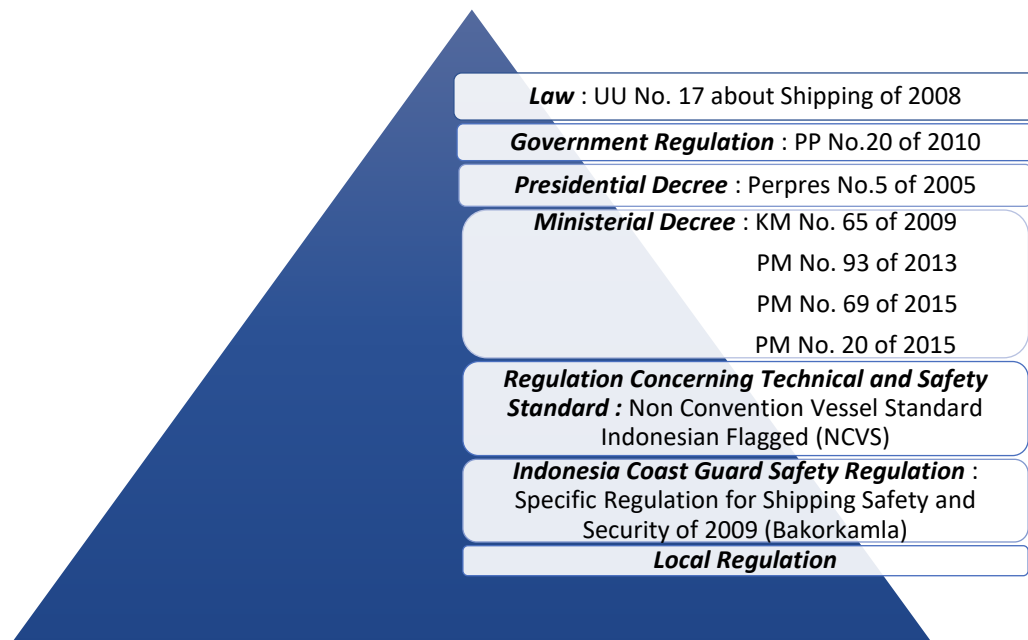 Law : UU No. 17 about Shipping of 2008
Government Regulation : PP No.20 of 2010
Presidential Decree : Perpres No.5 of 2005
Ministerial Decree : KM No. 65 of 2009
PM No. 93 of 2013
PM No. 69 of 2015
PM No. 20 of 2015
Regulation Concerning Technical and Safety
Standard : Non Convention Vessel Standard
Indonesian Flagged (NCVS)
Indonesia Coast Guard Safety Regulation :
Specific Regulation for Shipping Safety and
Security of 2009 (Bakorkamla)
Local Regulation